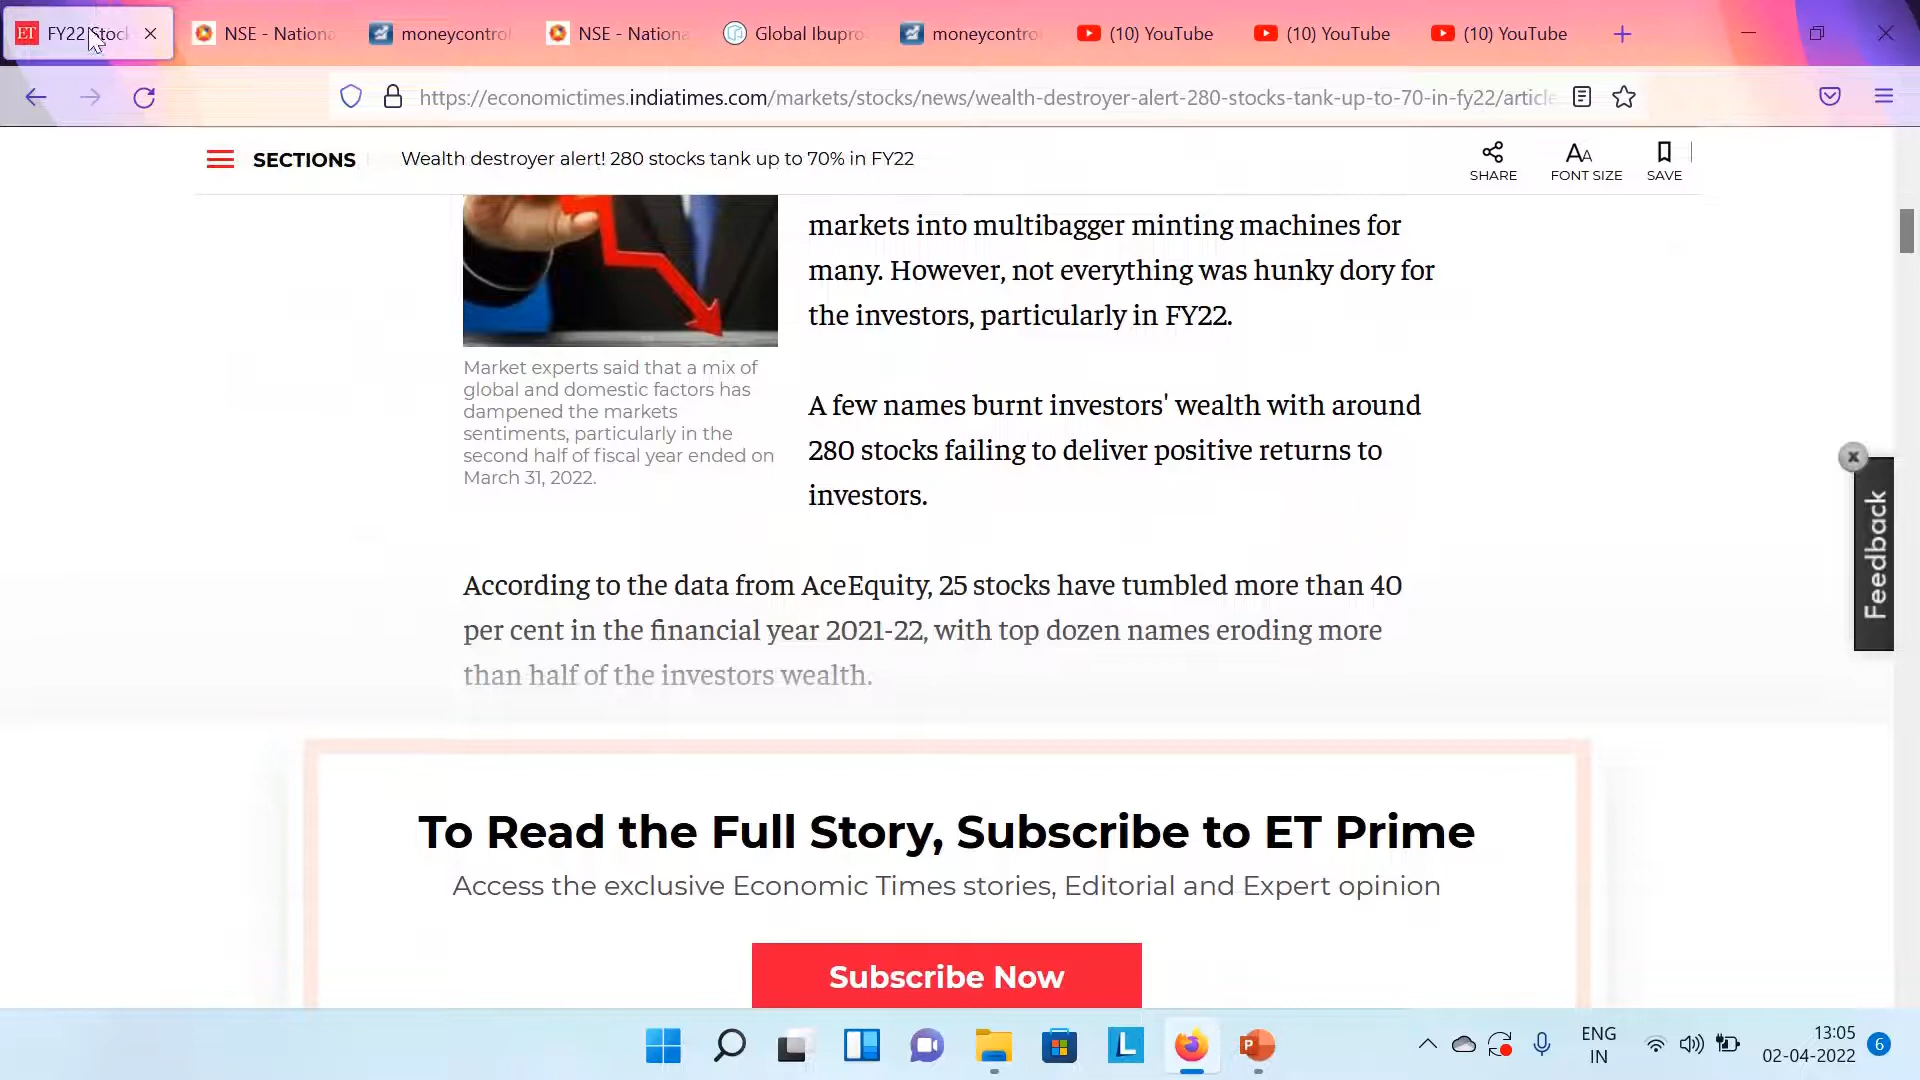 ET FY22 Stock
NSE - Nationa
moneycontrol
NSE - Nationa
Global Ibupro
moneycontrol
(10) YouTube
(10) YouTube
(10) YouTube
https://economictimes.indiatimes.com/markets/stocks/news/wealth-destroyer-alert-280-stocks-tank-up-to-70-in-fy22/article
SECTIONS
Wealth destroyer alert! 280 stocks tank up to 70% in FY22
SHARE
FONT SIZE
SAVE
markets into multibagger minting machines for
many. However, not everything was hunky dory for
the investors, particularly in FY22.
Market experts said that a mix of
global and domestic factors has
dampened the markets
sentiments, particularly in the
second half of fiscal year ended on
March 31, 2022.
A few names burnt investors' wealth with around
280 stocks failing to deliver positive returns to
investors.
According to the data from AceEquity, 25 stocks have tumbled more than 40
per cent in the financial year 2021-22, with top dozen names eroding more
than half of the investors wealth.
Feedback
To Read the Full Story, Subscribe to ET Prime
Access the exclusive Economic Times stories, Editorial and Expert opinion
Subscribe Now
ENG
IN
13:05
02-04-2022
6